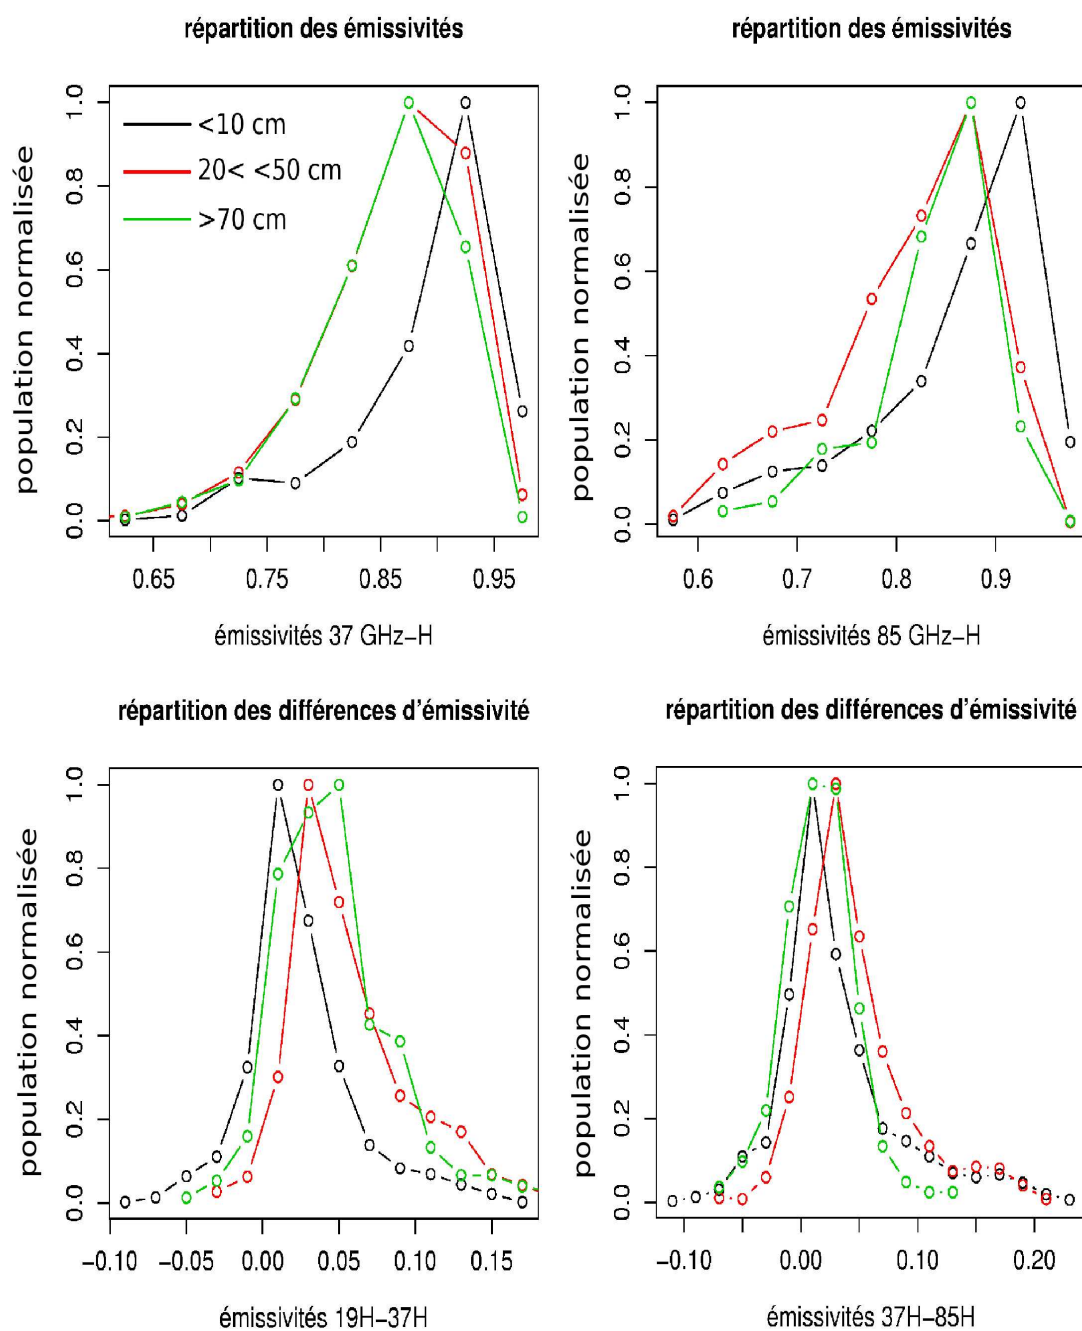 répartition des émissivités
population normalisée
0.0 0.2 0.4 0.6 0.8 1.0
<10 cm
20< <50 cm
>70 cm
0.65 0.75 0.85 0.95
émissivités 37 GHz−H
répartition des émissivités
population normalisée
0.0 0.2 0.4 0.6 0.8 1.0
0.6 0.7 0.8 0.9
émissivités 85 GHz−H
répartition des différences d'émissivité
population normalisée
0.0 0.2 0.4 0.6 0.8 1.0
−0.10 −0.05 0.00 0.05 0.10 0.15
émissivités 19H−37H
répartition des différences d'émissivité
population normalisée
0.0 0.2 0.4 0.6 0.8 1.0
−0.10 0.00 0.10 0.20
émissivités 37H−85H